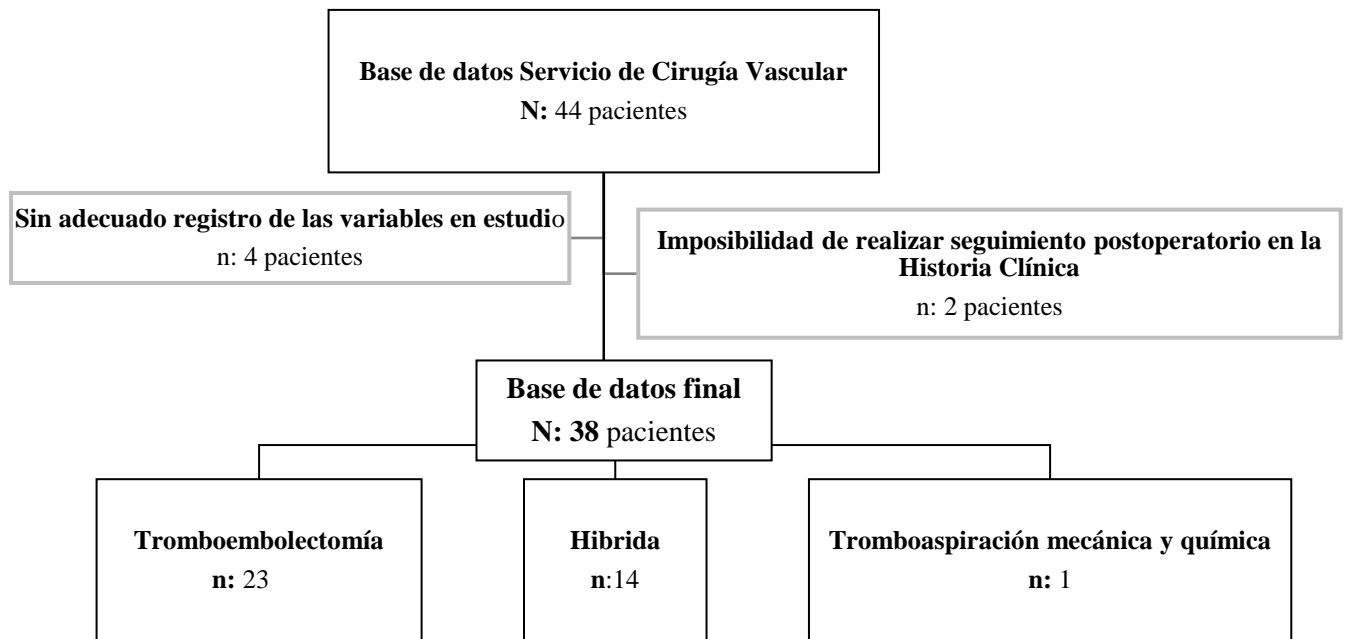 Base de datos Servicio de Cirugía Vascular
N: 44 pacientes
Sin adecuado registro de las variables en estudio
n: 4 pacientes
Imposibilidad de realizar seguimiento postoperatorio en la
Historia Clínica
n: 2 pacientes
Base de datos final
N: 38 pacientes
Tromboembolectomía
n: 23
Hibrida
n:14
Tromboaspiración mecánica y química
n: 1